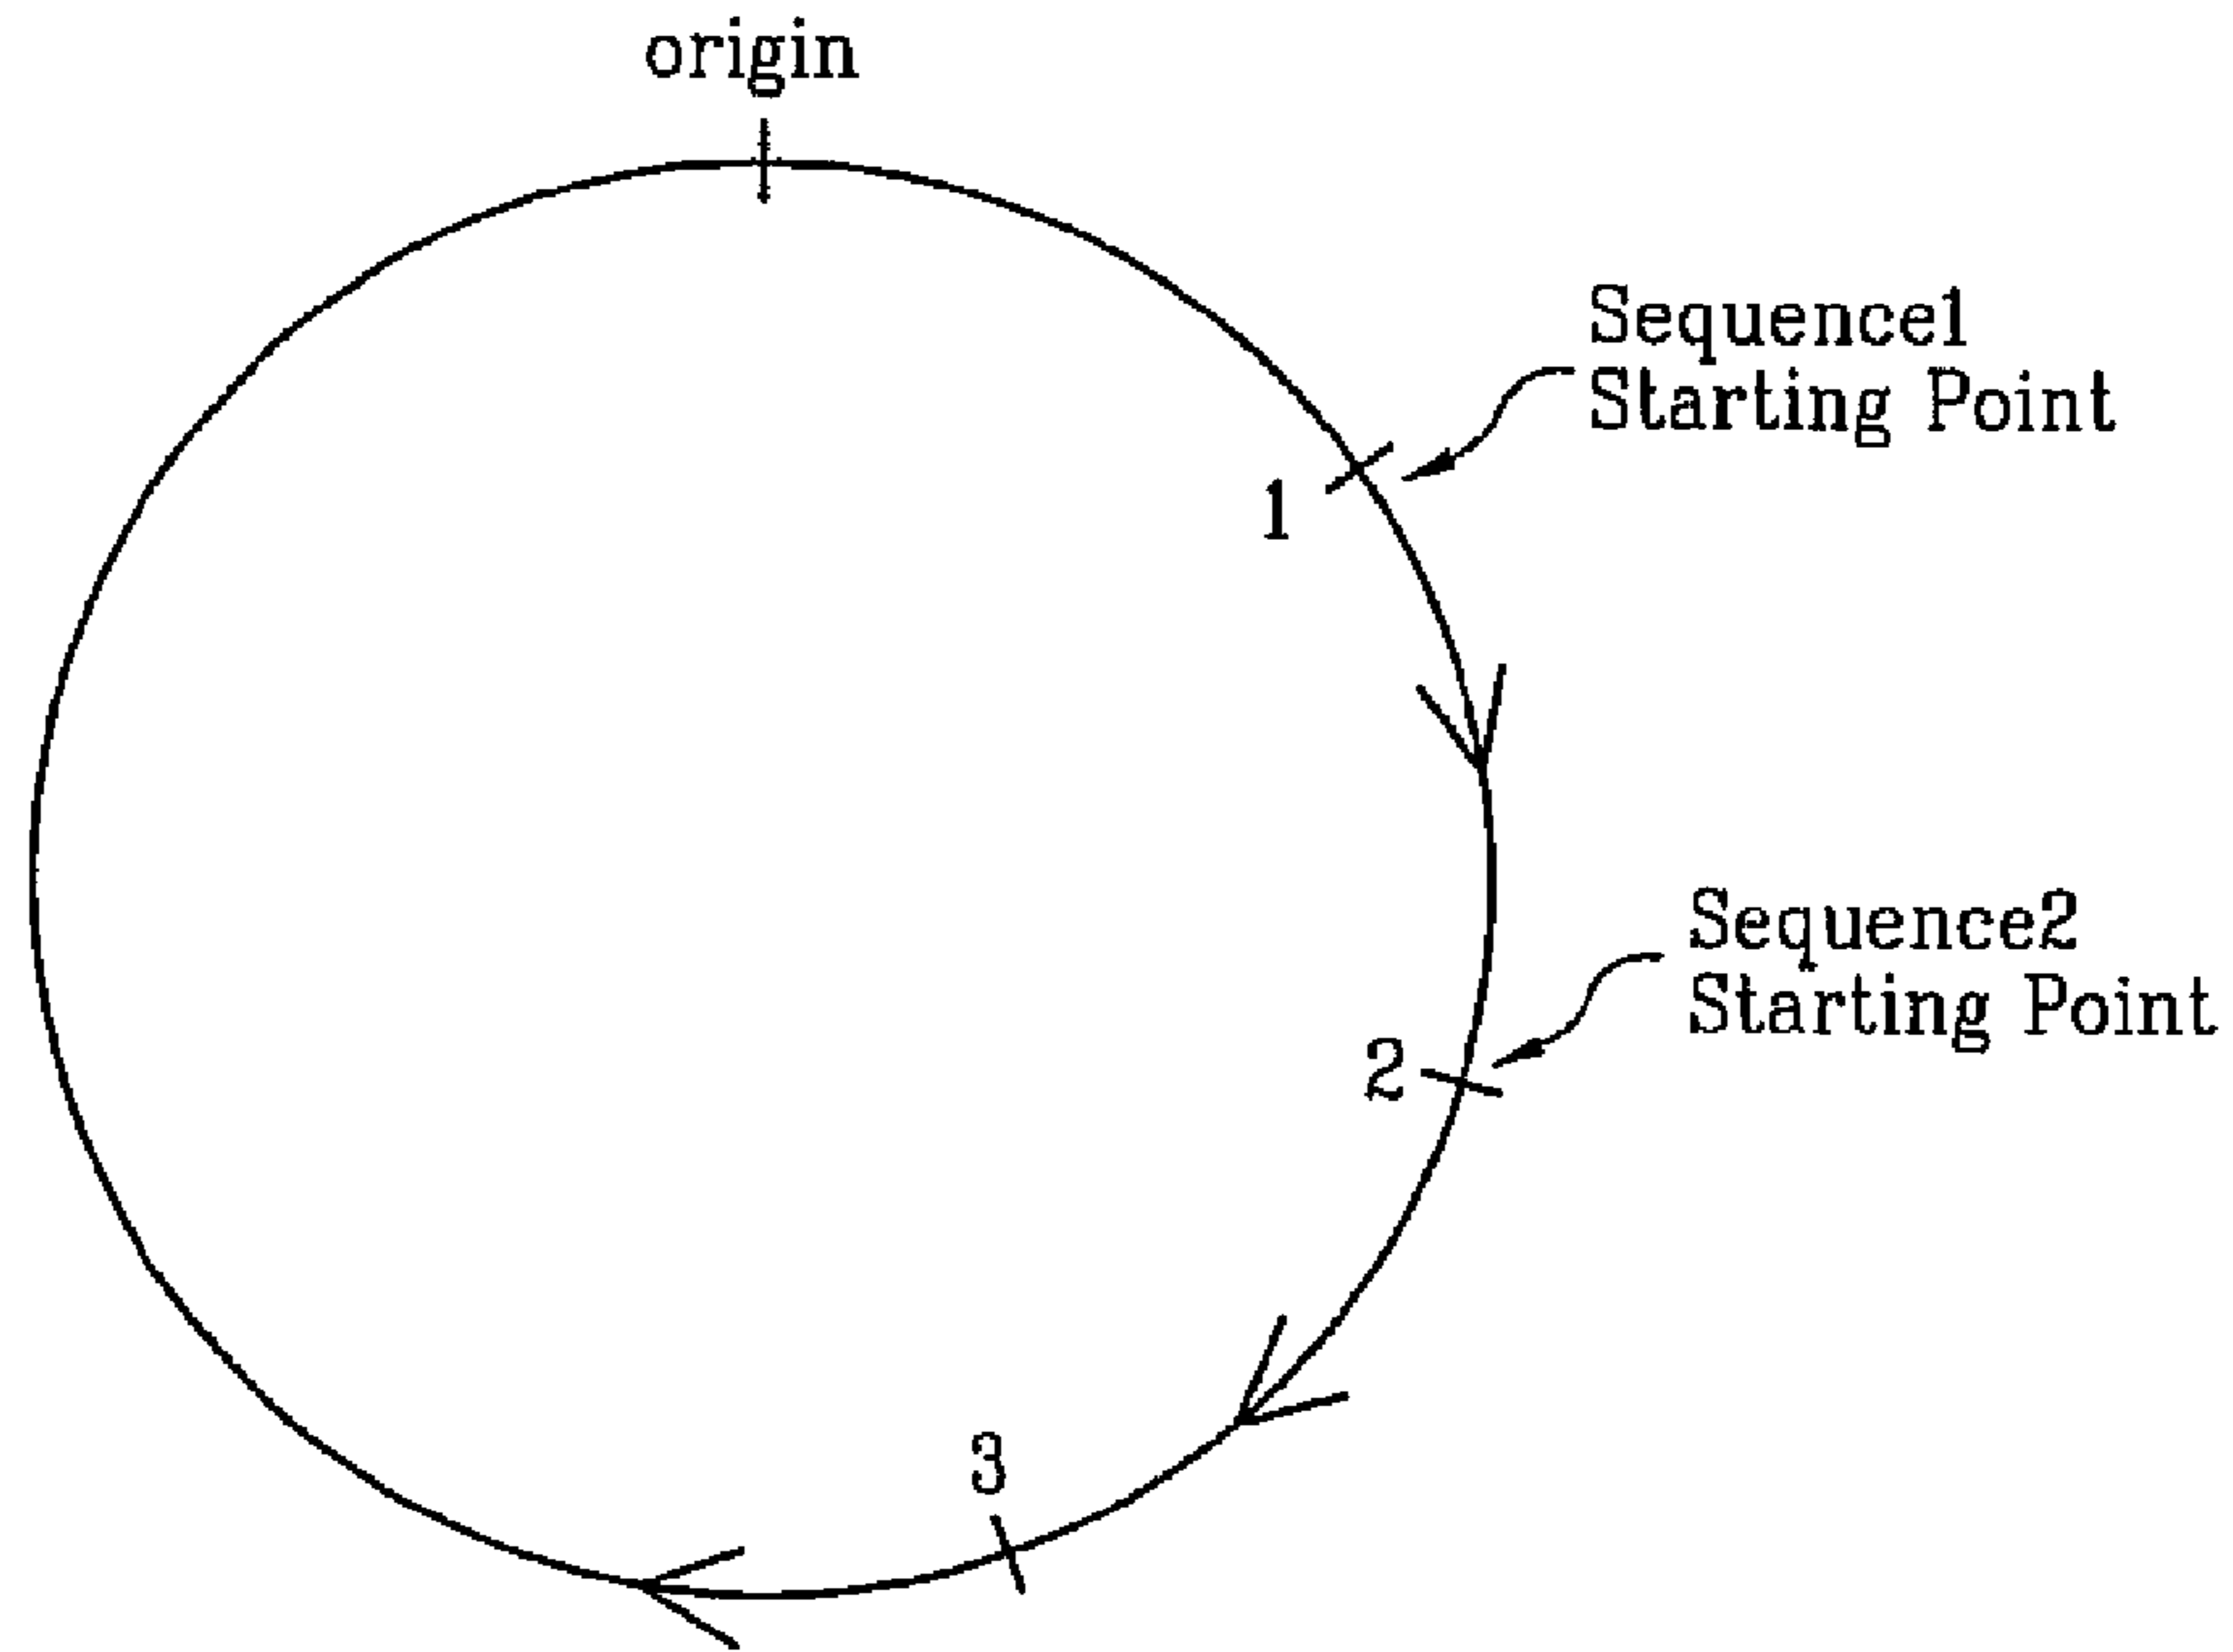 origin
Sequence1
Starting Point
1
Sequence2
Starting Point
2
3